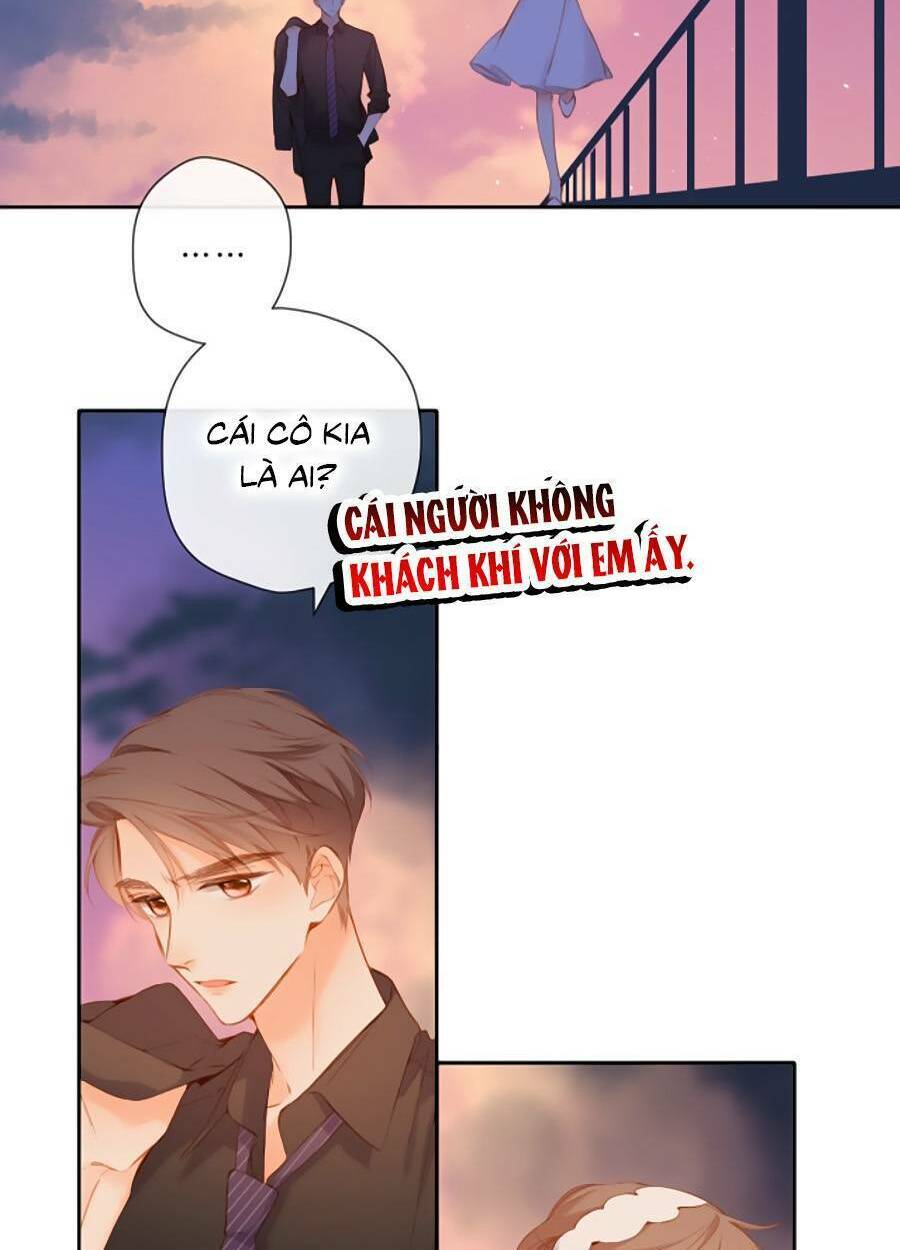 ......
CÁI CÔ KIA
LÀ AI?
CÁI NGƯỜI KHÔNG
KHÁCH KHÍ VỚI EM ẤY.